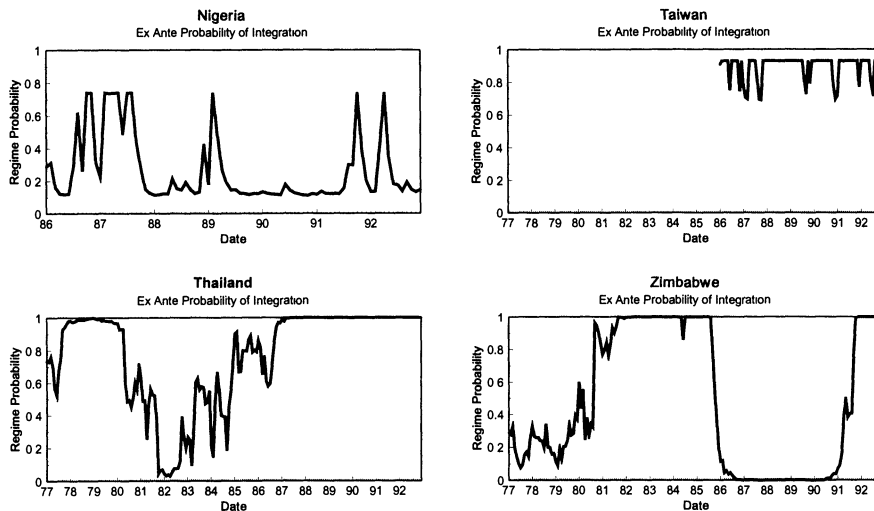 Nigeria
Ex Ante Probability of Integration
Regime Probability
1
0.8
0.6
0.4
0 2
0
86 87 88 89 90 91 92
Date
Taiwan
Ex Ante Probability of Integration
Regime Probability
1
0.8
0.6
0.4
0 2
0
77 78 79 80 81 82 83 84 85 86 87 88 89 90 91 92
Date
Thailand
Ex Ante Probability of Integration
Regime Probability
1
0.8
0.6
0.4
0 2
0
77 78 79 80 81 82 83 84 85 86 87 88 89 90 91 92
Date
Zimbabwe
Ex Ante Probability of Integration
Regime Probability
1
0.8
0.6
0.4
0 2
0
77 78 79 80 81 82 83 84 85 86 87 88 89 90 91 92
Date